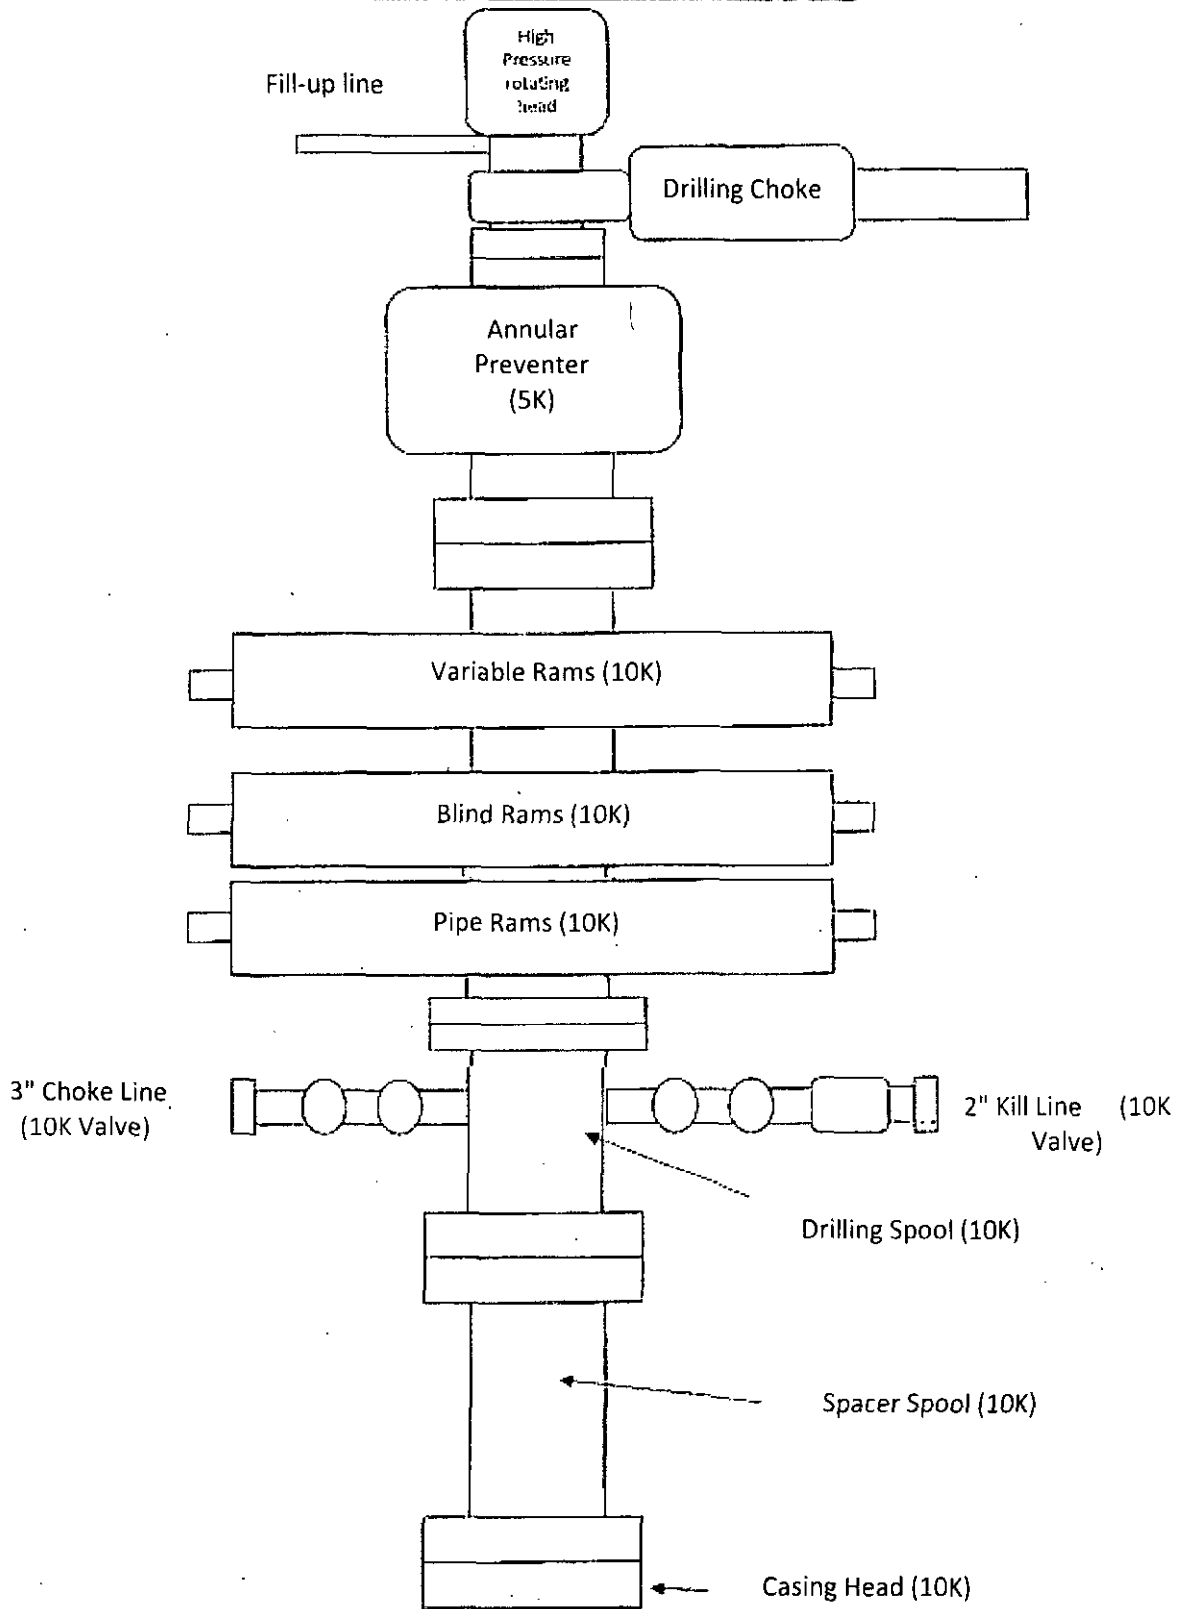 High
Pressure
rotating
head
Fill-up line
Drilling Choke
Annular
Preventer
(5K)
Variable Rams (10K)
Blind Rams (10K)
Pipe Rams (10K)
3" Choke Line
(10K Valve)
2" Kill Line (10K
Valve)
Drilling Spool (10K)
Spacer Spool (10K)
Casing Head (10K)